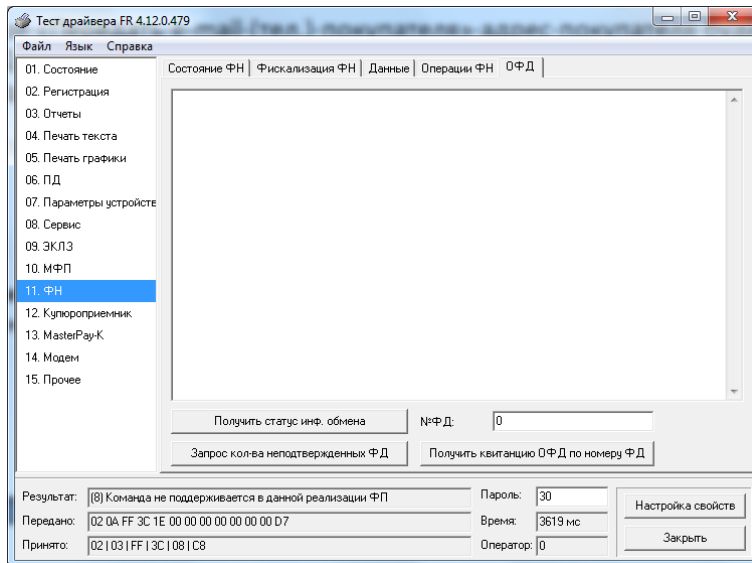 Тест драйвера FR 4.12.0.479
Файл Язык Справка
01. Состояние
02. Регистрация
03. Отчеты
04. Печать текста
05. Печать графики
06. ПД
07. Параметры устройств
08. Сервис
09. ЭКЛЗ
10. МФП
11. ФН
12. Купюроприемник
13. MasterPay-K
14. Модем
15. Прочее
Состояние ФН Фискализация ФН Данные Операции ФН ОФД
Получить статус инф. обмена №ФД: 0
Запрос кол-ва неподтвержденных ФД Получить квитанцию ОФД по номеру ФД
Результат: (8) Команда не поддерживается в данной реализации ФП Пароль: 30
Настройка свойств
Передано: 02 0A FF 3C 1E 00 00 00 00 00 00 00 D7 Время: 3619 мс
Принято: 02 | 03 | FF | 3C | 08 | C8 Оператор: 0
Закрыть